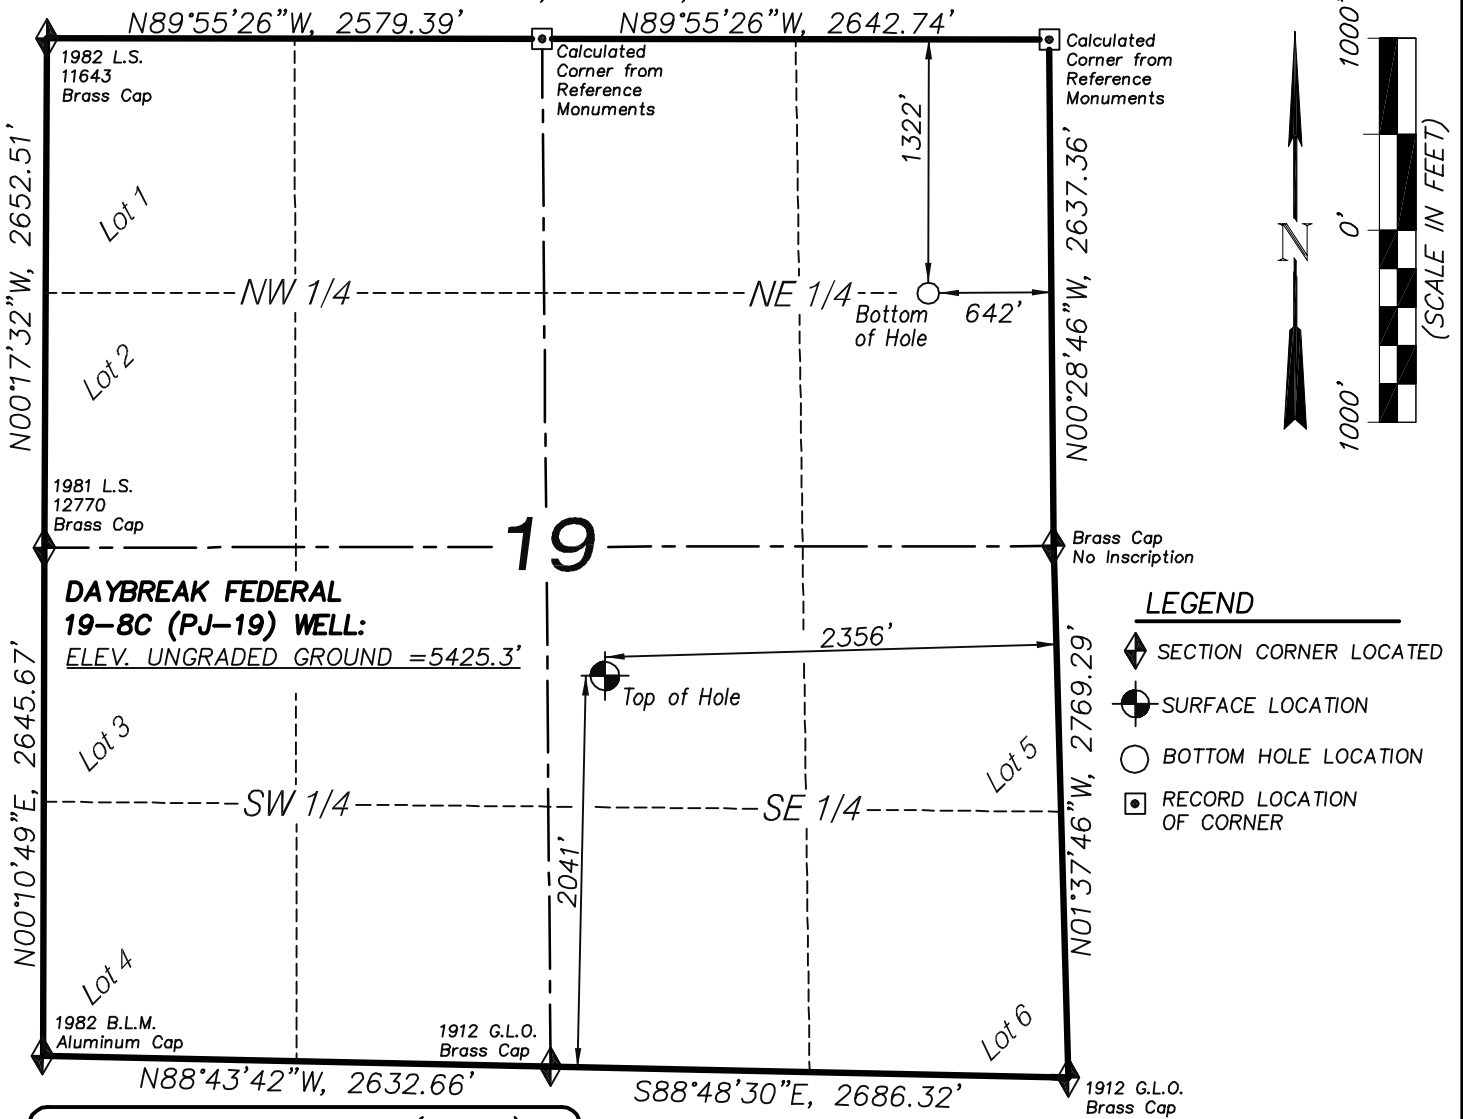 N89°55'26"W, 2579.39'
N89°55'26"W, 2642.74'
1982 L.S.
11643
Brass Cap
Calculated
Corner from
Reference
Monuments
Calculated
Corner from
Reference
Monuments
N00°17'32"W, 2652.51'
Lot 1
1322'
N00°28'46"W, 2637.36'
NW 1/4
NE 1/4
Bottom
of Hole
642'
Lot 2
1981 L.S.
12770
Brass Cap
19
Brass Cap
No Inscription
DAYBREAK FEDERAL
19-8C (PJ-19) WELL:
ELEV. UNGRADED GROUND =5425.3'
2356'
Top of Hole
N00°10'49"E, 2645.67'
Lot 3
Lot 5
N01°37'46"W, 2769.29'
SW 1/4
SE 1/4
2041'
Lot 4
Lot 6
1982 B.L.M.
Aluminum Cap
1912 G.L.O.
Brass Cap
N88°43'42"W, 2632.66'
S88°48'30"E, 2686.32'
1912 G.L.O.
Brass Cap
N
1000'
0'
1000'
(SCALE IN FEET)
LEGEND
SECTION CORNER LOCATED
SURFACE LOCATION
BOTTOM HOLE LOCATION
RECORD LOCATION
OF CORNER